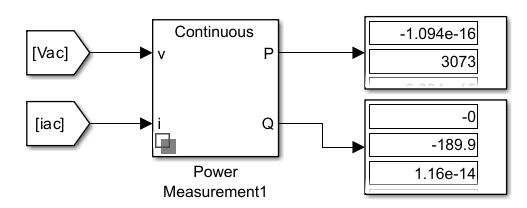 [Vac]
Continuous
v
P
-1.094e-16
3073
[iac]
i
Q
-0
-189.9
1.16e-14
Power
Measurement1